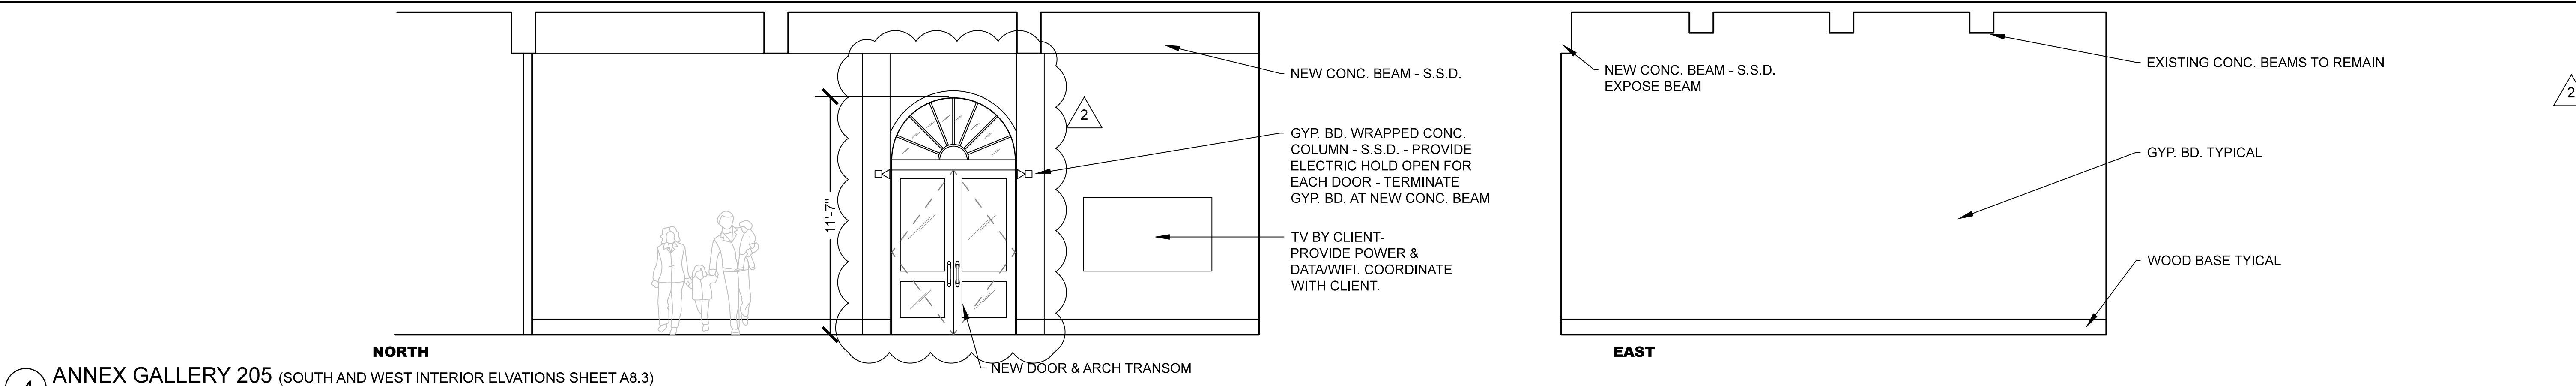 NEW CONC. BEAM - S.S.D.
2
GYP. BD. WRAPPED CONC.
COLUMN - S.S.D. - PROVIDE
ELECTRIC HOLD OPEN FOR
EACH DOOR - TERMINATE
GYP. BD. AT NEW CONC. BEAM
11'-7"
TV BY CLIENT-
PROVIDE POWER &
DATA/WIFI. COORDINATE
WITH CLIENT.
NEW DOOR & ARCH TRANSOM
NORTH
NEW CONC. BEAM - S.S.D.
EXPOSE BEAM
EXISTING CONC. BEAMS TO REMAIN
2
GYP. BD. TYPICAL
WOOD BASE TYICAL
EAST
ANNEX GALLERY 205 (SOUTH AND WEST INTERIOR ELVATIONS SHEET A8.3)